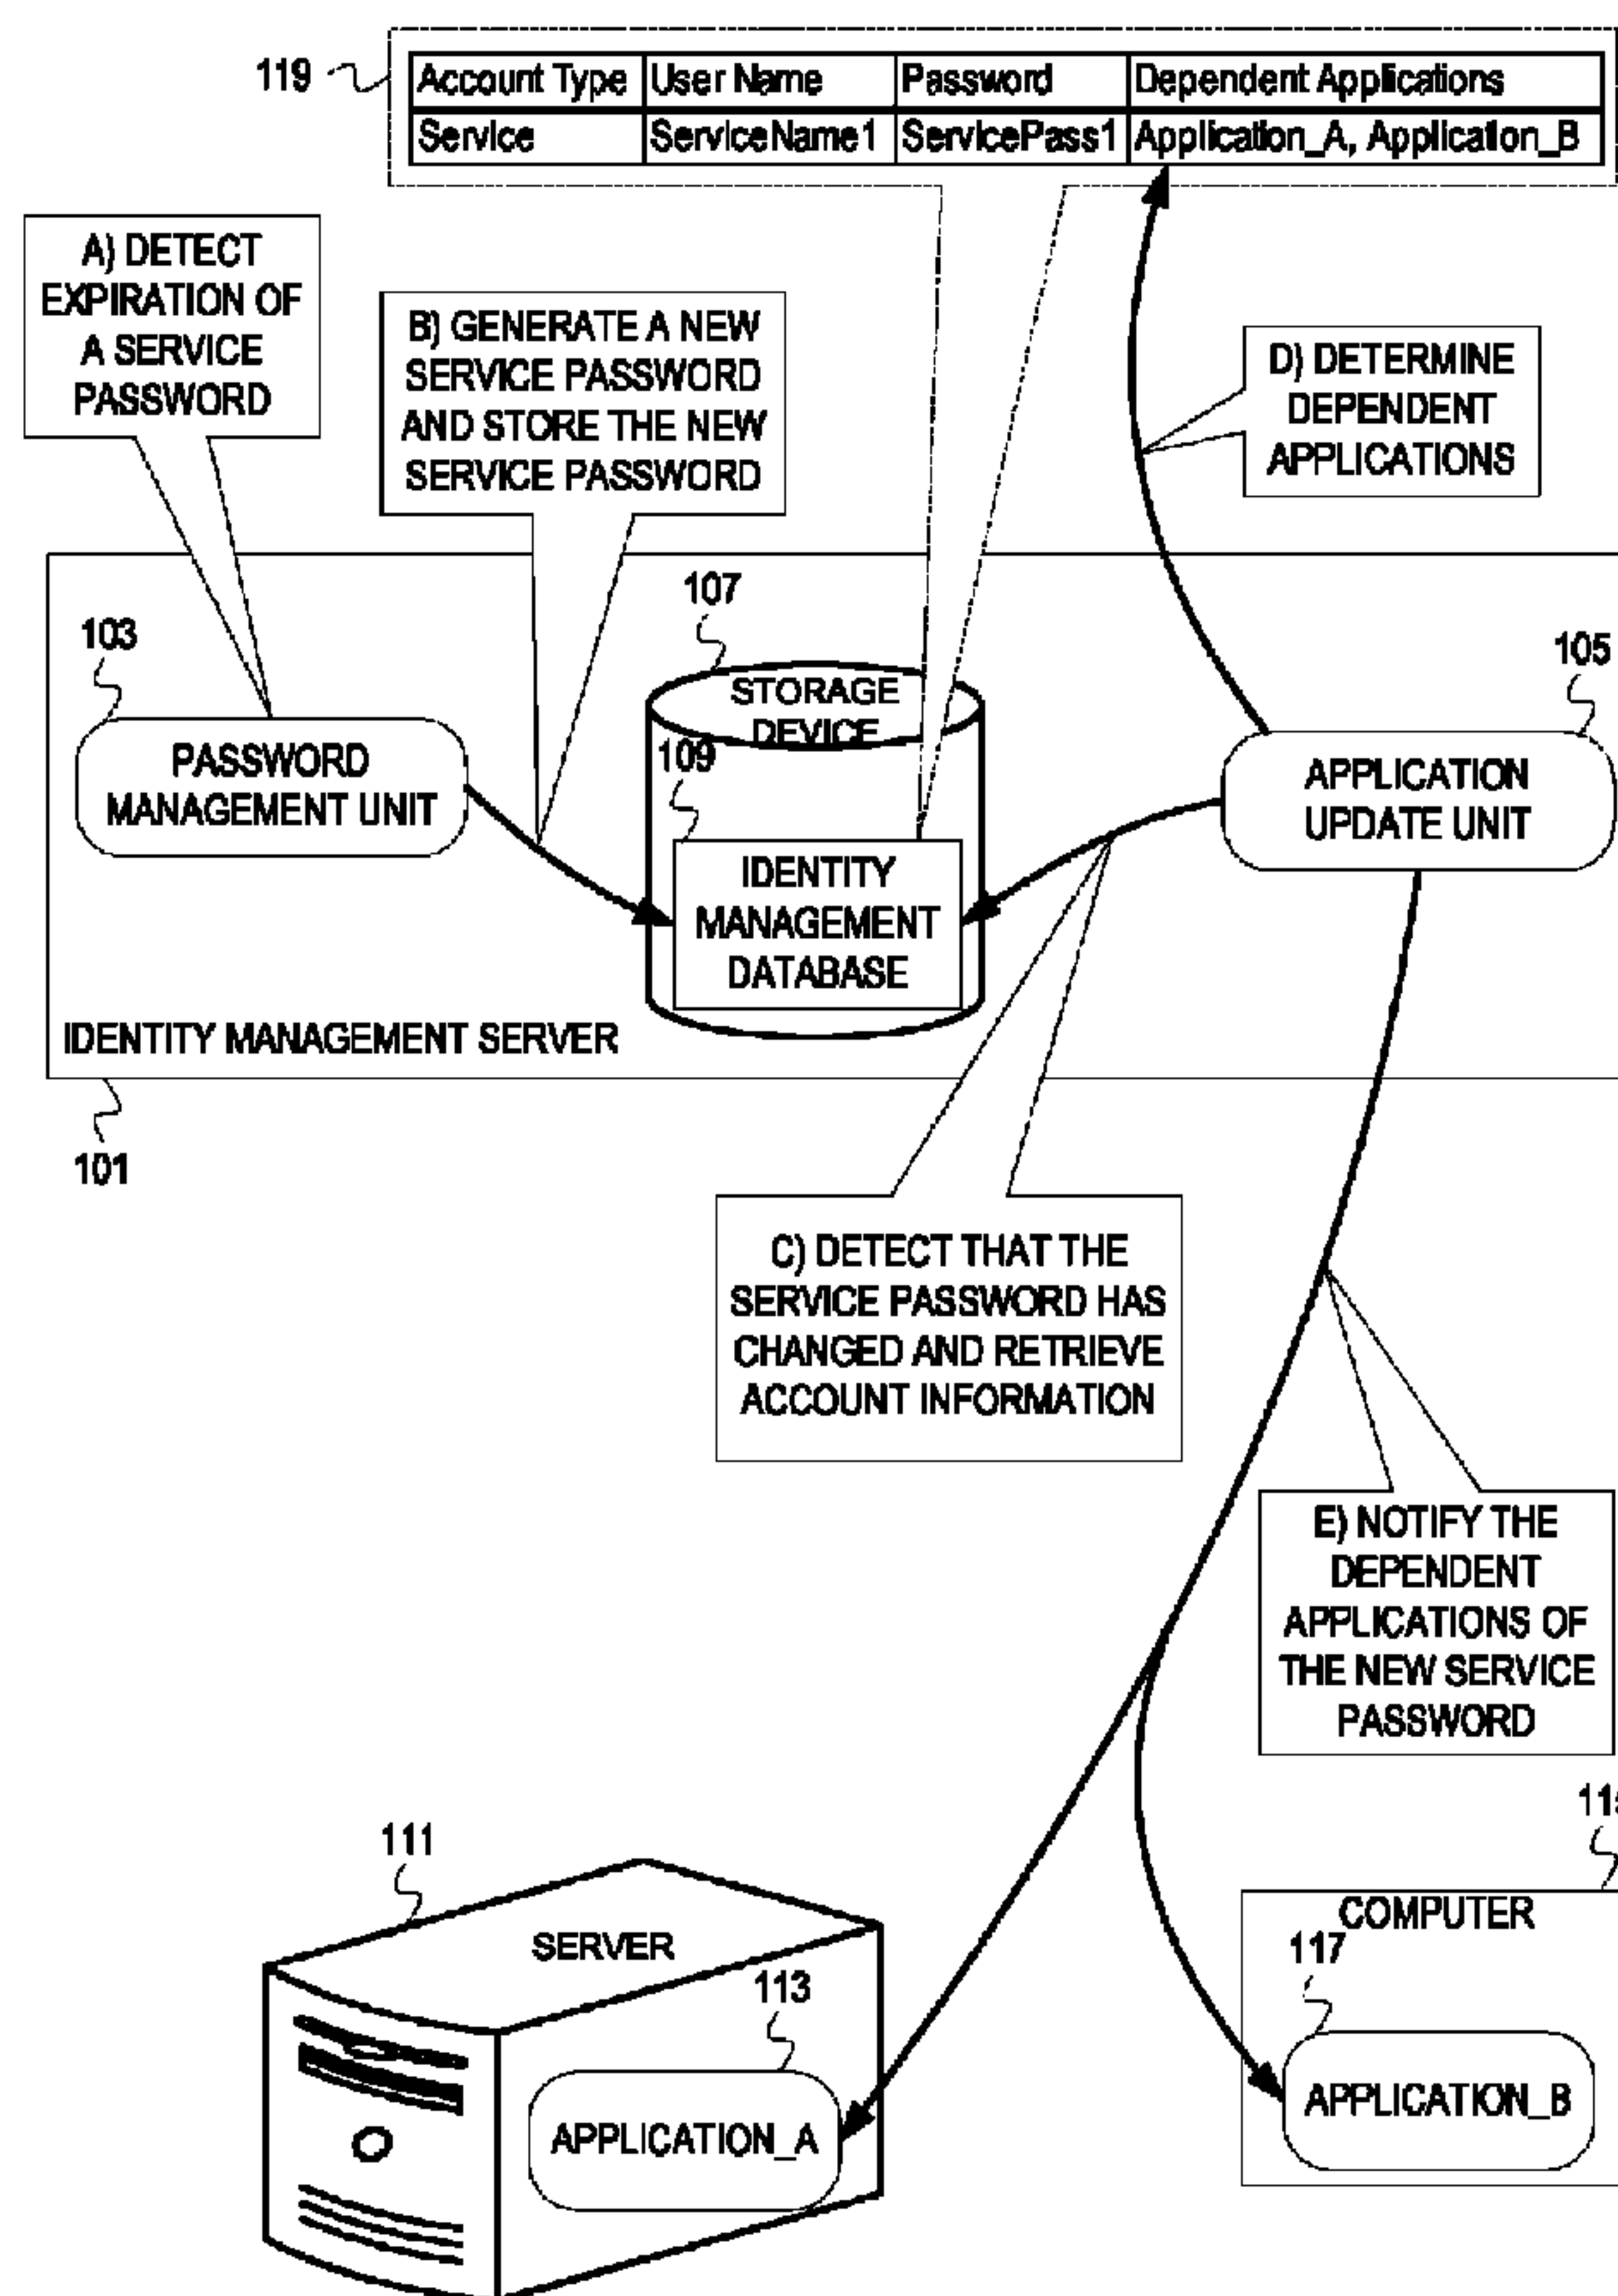 119
Account Type User Name Password Dependent Applications
Service ServiceName1 ServicePass1 Application_A, Application_B
A) DETECT
EXPIRATION OF
A SERVICE
PASSWORD
B) GENERATE A NEW
SERVICE PASSWORD
AND STORE THE NEW
SERVICE PASSWORD
D) DETERMINE
DEPENDENT
APPLICATIONS
107
103
105
STORAGE
DEVICE
109
PASSWORD
MANAGEMENT UNIT
APPLICATION
UPDATE UNIT
IDENTITY
MANAGEMENT
DATABASE
IDENTITY MANAGEMENT SERVER
101
C) DETECT THAT THE
SERVICE PASSWORD HAS
CHANGED AND RETRIEVE
ACCOUNT INFORMATION
E) NOTIFY THE
DEPENDENT
APPLICATIONS OF
THE NEW SERVICE
PASSWORD
111
SERVER
113
APPLICATION_A
COMPUTER
117
APPLICATION_B